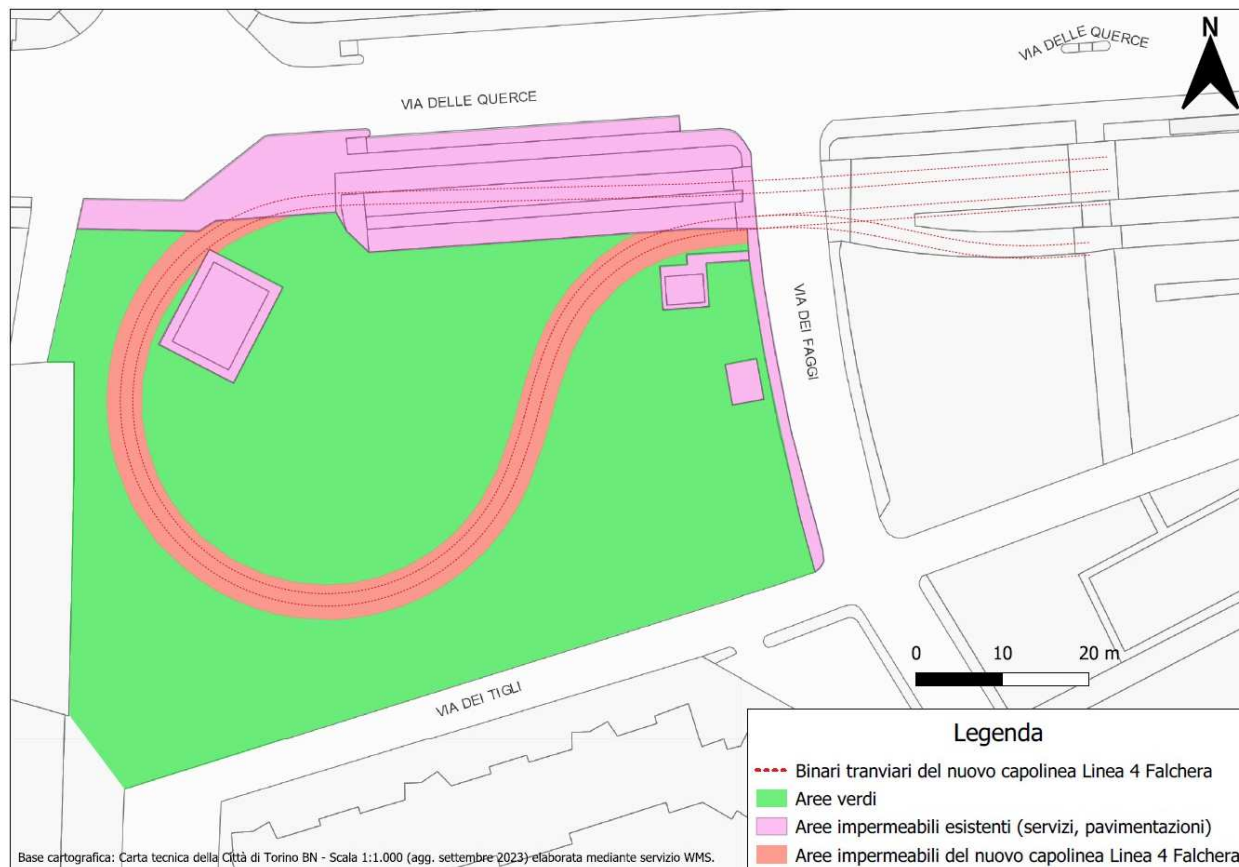 VIA DELLE QUERCE
N
VIA DELLE QUERCE
VIA DEI FAGGI
0 10 20 m
VIA DEI TIGLI
Legenda
Binari tranviari del nuovo capolinea Linea 4 Falchera
Aree verdi
Aree impermeabili esistenti (servizi, pavimentazioni)
Aree impermeabili del nuovo capolinea Linea 4 Falchera
Base cartografica: Carta tecnica della Città di Torino BN - Scala 1:1.000 (agg. settembre 2023) elaborata mediante servizio WMS.